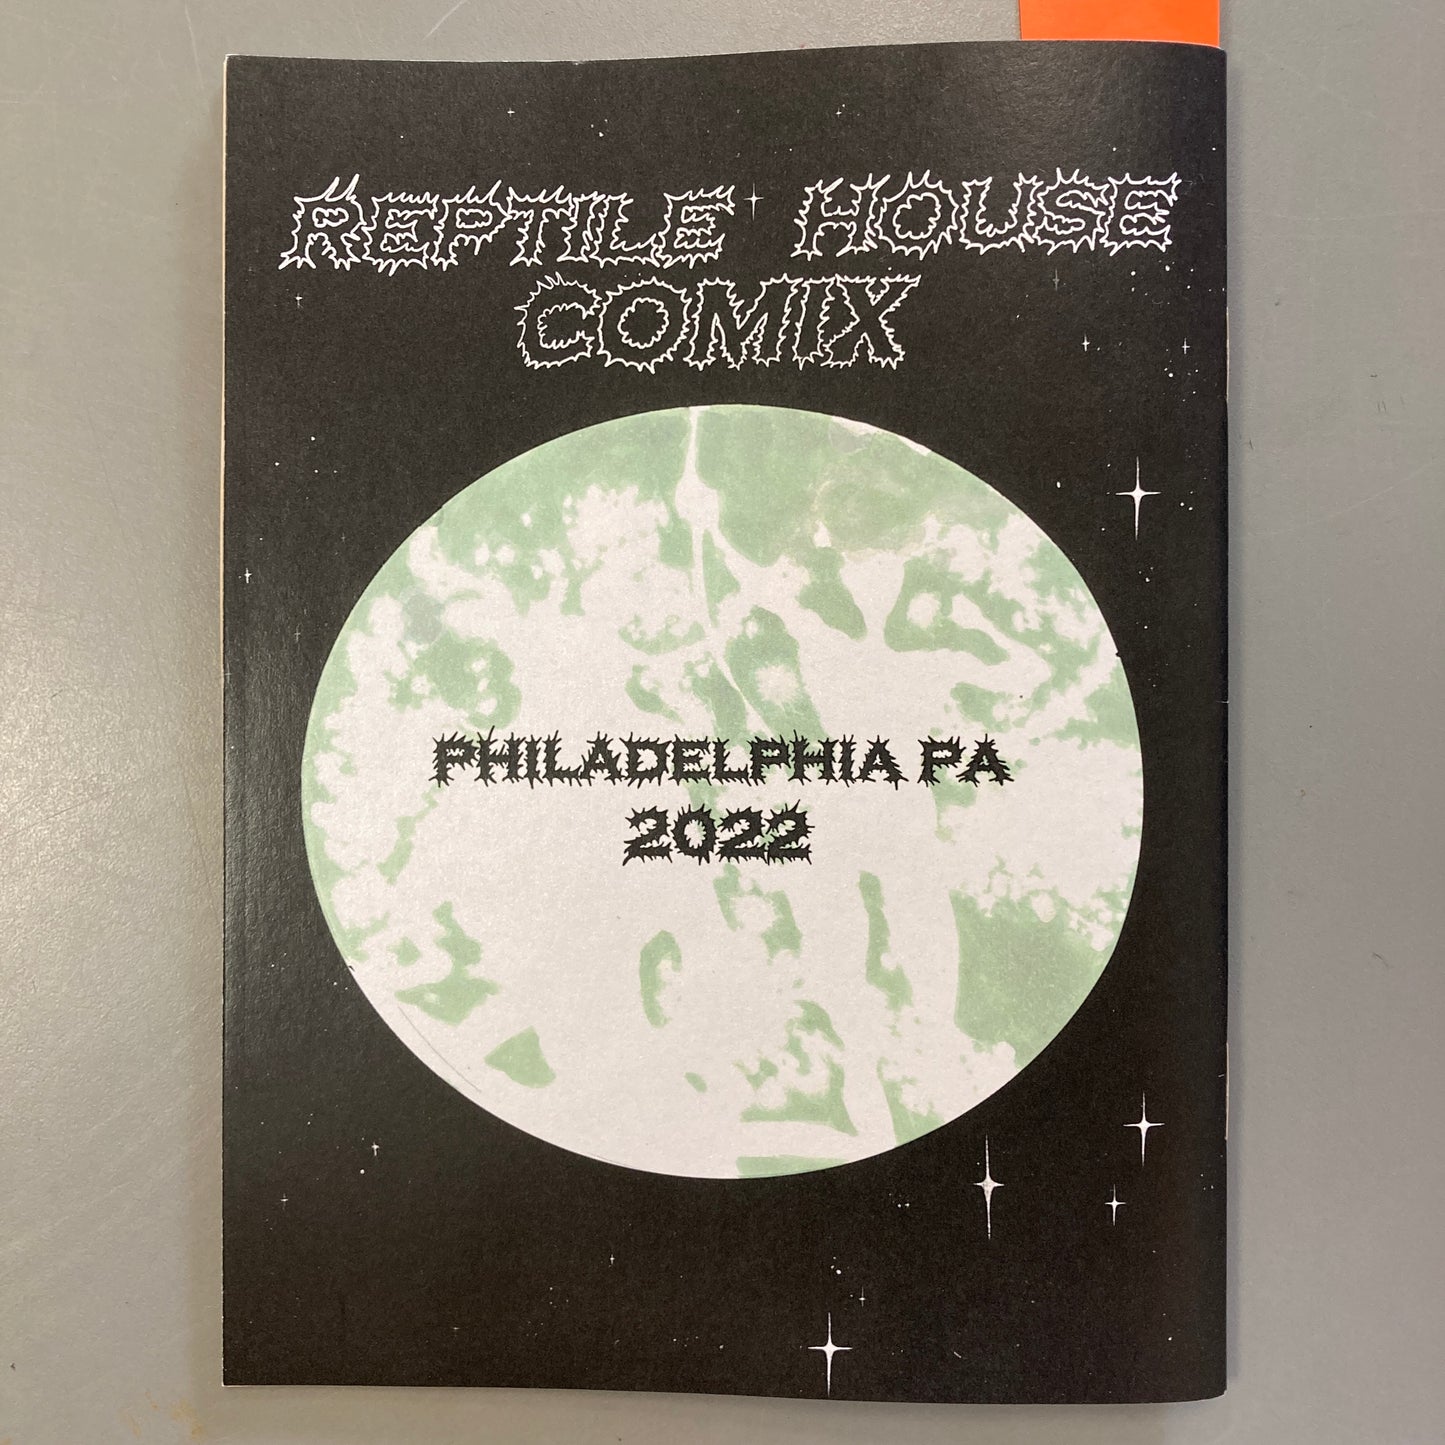 REPTILE HOUSE
COMIX
PHILADELPHIA PA
2022